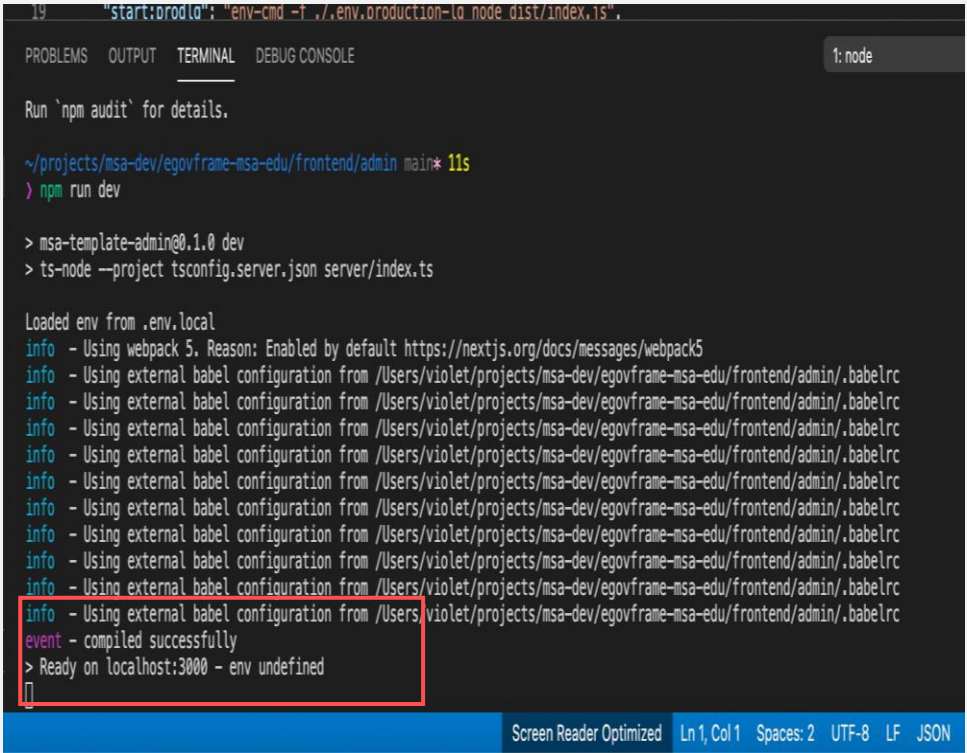 19 "start:prodlg": "env-cmd -f ./.env.production-lg node dist/index.js",
PROBLEMS OUTPUT TERMINAL DEBUG CONSOLE 1: node
Run `npm audit` for details.
~/projects/msa-dev/egovframe-msa-edu/frontend/admin main* 11s
❯ npm run dev
> msa-template-admin@0.1.0 dev
> ts-node --project tsconfig.server.json server/index.ts
Loaded env from .env.local
info - Using webpack 5. Reason: Enabled by default https://nextjs.org/docs/messages/webpack5
info - Using external babel configuration from /Users/violet/projects/msa-dev/egovframe-msa-edu/frontend/admin/.babelrc
info - Using external babel configuration from /Users/violet/projects/msa-dev/egovframe-msa-edu/frontend/admin/.babelrc
info - Using external babel configuration from /Users/violet/projects/msa-dev/egovframe-msa-edu/frontend/admin/.babelrc
info - Using external babel configuration from /Users/violet/projects/msa-dev/egovframe-msa-edu/frontend/admin/.babelrc
info - Using external babel configuration from /Users/violet/projects/msa-dev/egovframe-msa-edu/frontend/admin/.babelrc
info - Using external babel configuration from /Users/violet/projects/msa-dev/egovframe-msa-edu/frontend/admin/.babelrc
info - Using external babel configuration from /Users/violet/projects/msa-dev/egovframe-msa-edu/frontend/admin/.babelrc
info - Using external babel configuration from /Users/violet/projects/msa-dev/egovframe-msa-edu/frontend/admin/.babelrc
info - Using external babel configuration from /Users/violet/projects/msa-dev/egovframe-msa-edu/frontend/admin/.babelrc
info - Using external babel configuration from /Users/violet/projects/msa-dev/egovframe-msa-edu/frontend/admin/.babelrc
event - compiled successfully
> Ready on localhost:3000 - env undefined
Screen Reader Optimized Ln 1, Col 1 Spaces: 2 UTF-8 LF JSON